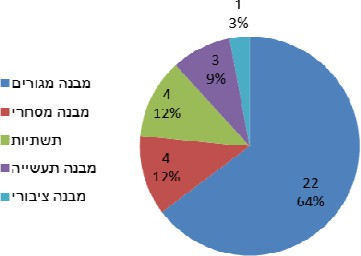 1
3%
3
9%
4
12%
4
12%
22
64%
מבנה מגורים
מבנה מסחרי
תשתיות
מבנה תעשייה
מבנה ציבורי